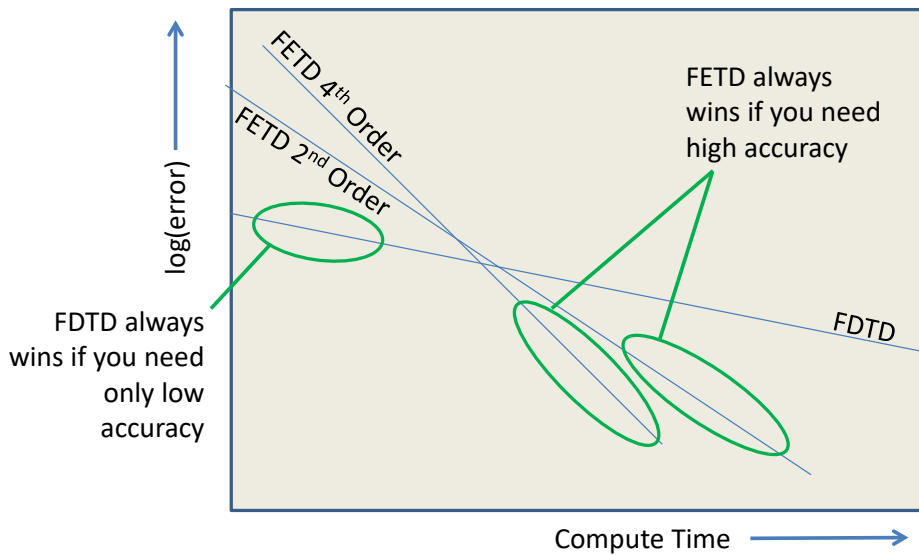 log(error)
FETD 4th Order
FETD 2nd Order
FETD always
wins if you need
high accuracy
FDTD
FDTD always
wins if you need
only low
accuracy
Compute Time